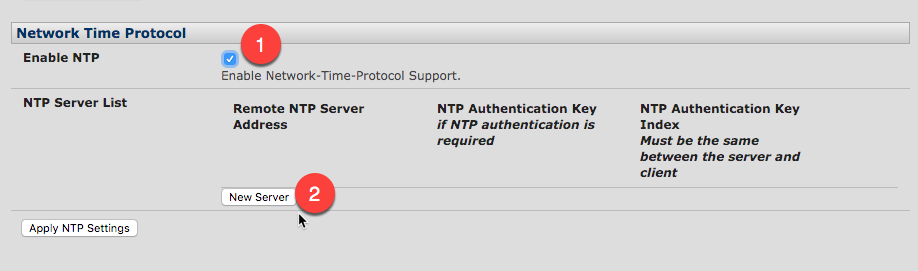 Network Time Protocol
1
Enable NTP
Enable Network-Time-Protocol Support.
NTP Server List
Remote NTP Server
Address
NTP Authentication Key
if NTP authentication is
required
NTP Authentication Key
Index
Must be the same
between the server and
client
New Server
2
Apply NTP Settings